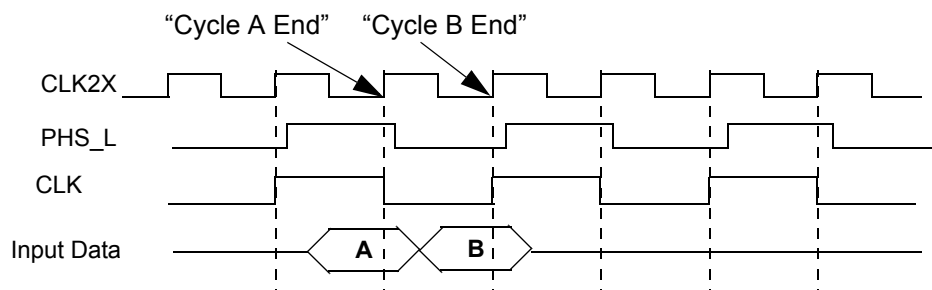 “Cycle A End” “Cycle B End”
CLK2X
PHS_L
CLK
Input Data
A
B